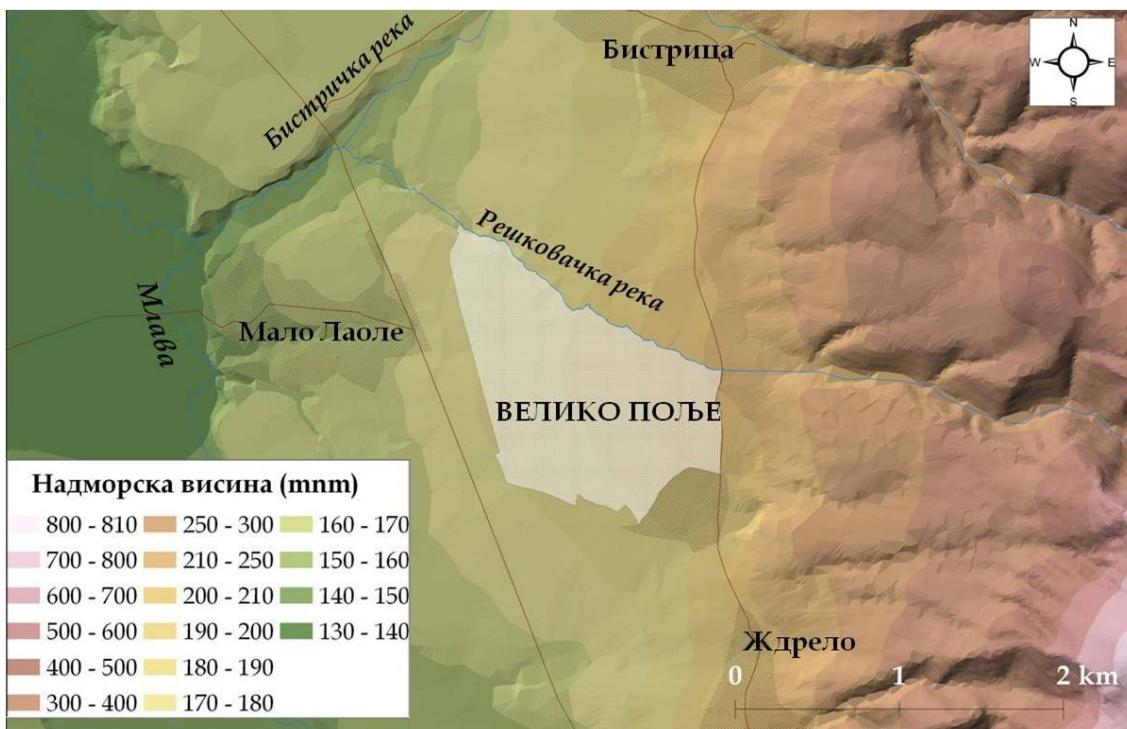 Бистричка река
Бистрица
N
W E
S
Решковачка река
Млава
Мало Лаоле
ВЕЛИКО ПОЉЕ
Надморска висина (mnm)
800 - 810 250 - 300 160 - 170
700 - 800 210 - 250 150 - 160
600 - 700 200 - 210 140 - 150
500 - 600 190 - 200 130 - 140
400 - 500 180 - 190
300 - 400 170 - 180
Ждрело
0 1 2 km